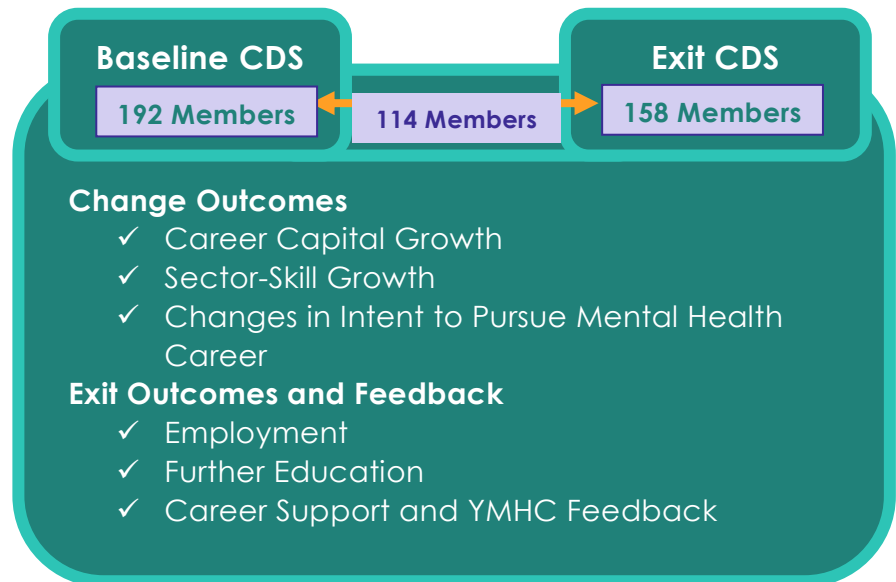 Baseline CDS
Exit CDS
192 Members
114 Members
158 Members
Change Outcomes
✓ Career Capital Growth
✓ Sector-Skill Growth
✓ Changes in Intent to Pursue Mental Health
Career
Exit Outcomes and Feedback
✓ Employment
✓ Further Education
✓ Career Support and YMHC Feedback